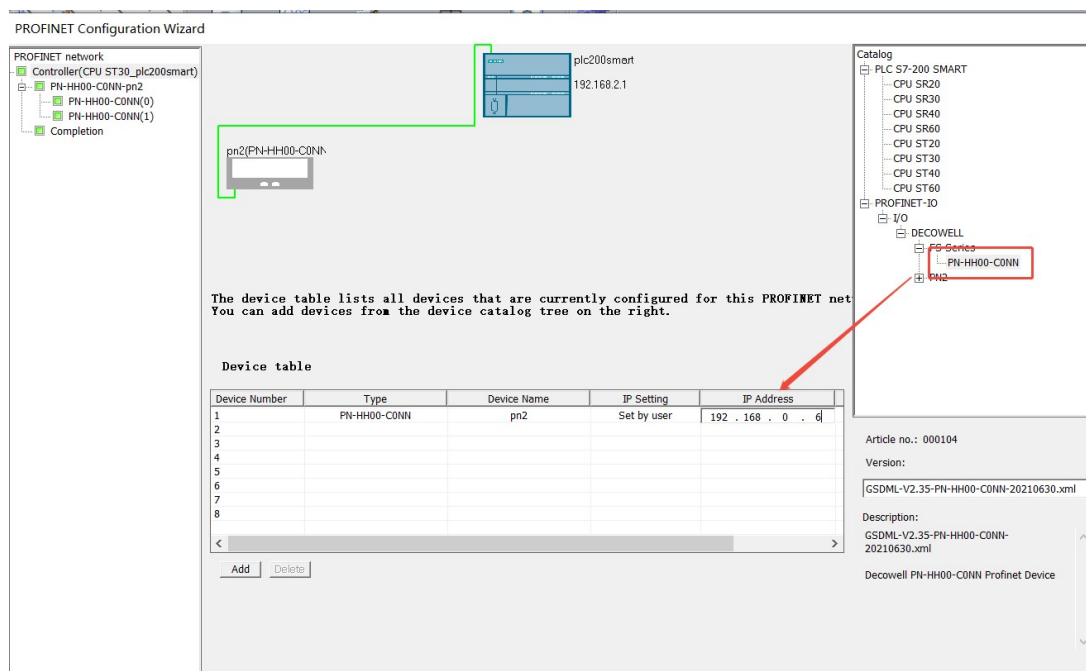 PROFINET Configuration Wizard
PROFINET network
Controller(CPU ST30_plc200smart)
PN-HH00-C0NN-pn2
PN-HH00-C0NN(0)
PN-HH00-C0NN(1)
Completion
plc200smart
192.168.2.1
pn2(PN-HH00-C0NN
The device table lists all devices that are currently configured for this PROFINET net
You can add devices from the device catalog tree on the right.
Device table
Device Number Type Device Name IP Setting IP Address
1 PN-HH00-C0NN pn2 Set by user 192 . 168 . 0 . 6
2
3
4
5
6
7
8
Add Delete
Catalog
PLC S7-200 SMART
CPU SR20
CPU SR30
CPU SR40
CPU SR60
CPU ST20
CPU ST30
CPU ST40
CPU ST60
PROFINET-IO
I/O
DECOWELL
FS Series
PN-HH00-C0NN
PN2
Article no.: 000104
Version:
GSDML-V2.35-PN-HH00-C0NN-20210630.xml
Description:
GSDML-V2.35-PN-HH00-C0NN-
20210630.xml
Decowell PN-HH00-C0NN Profinet Device